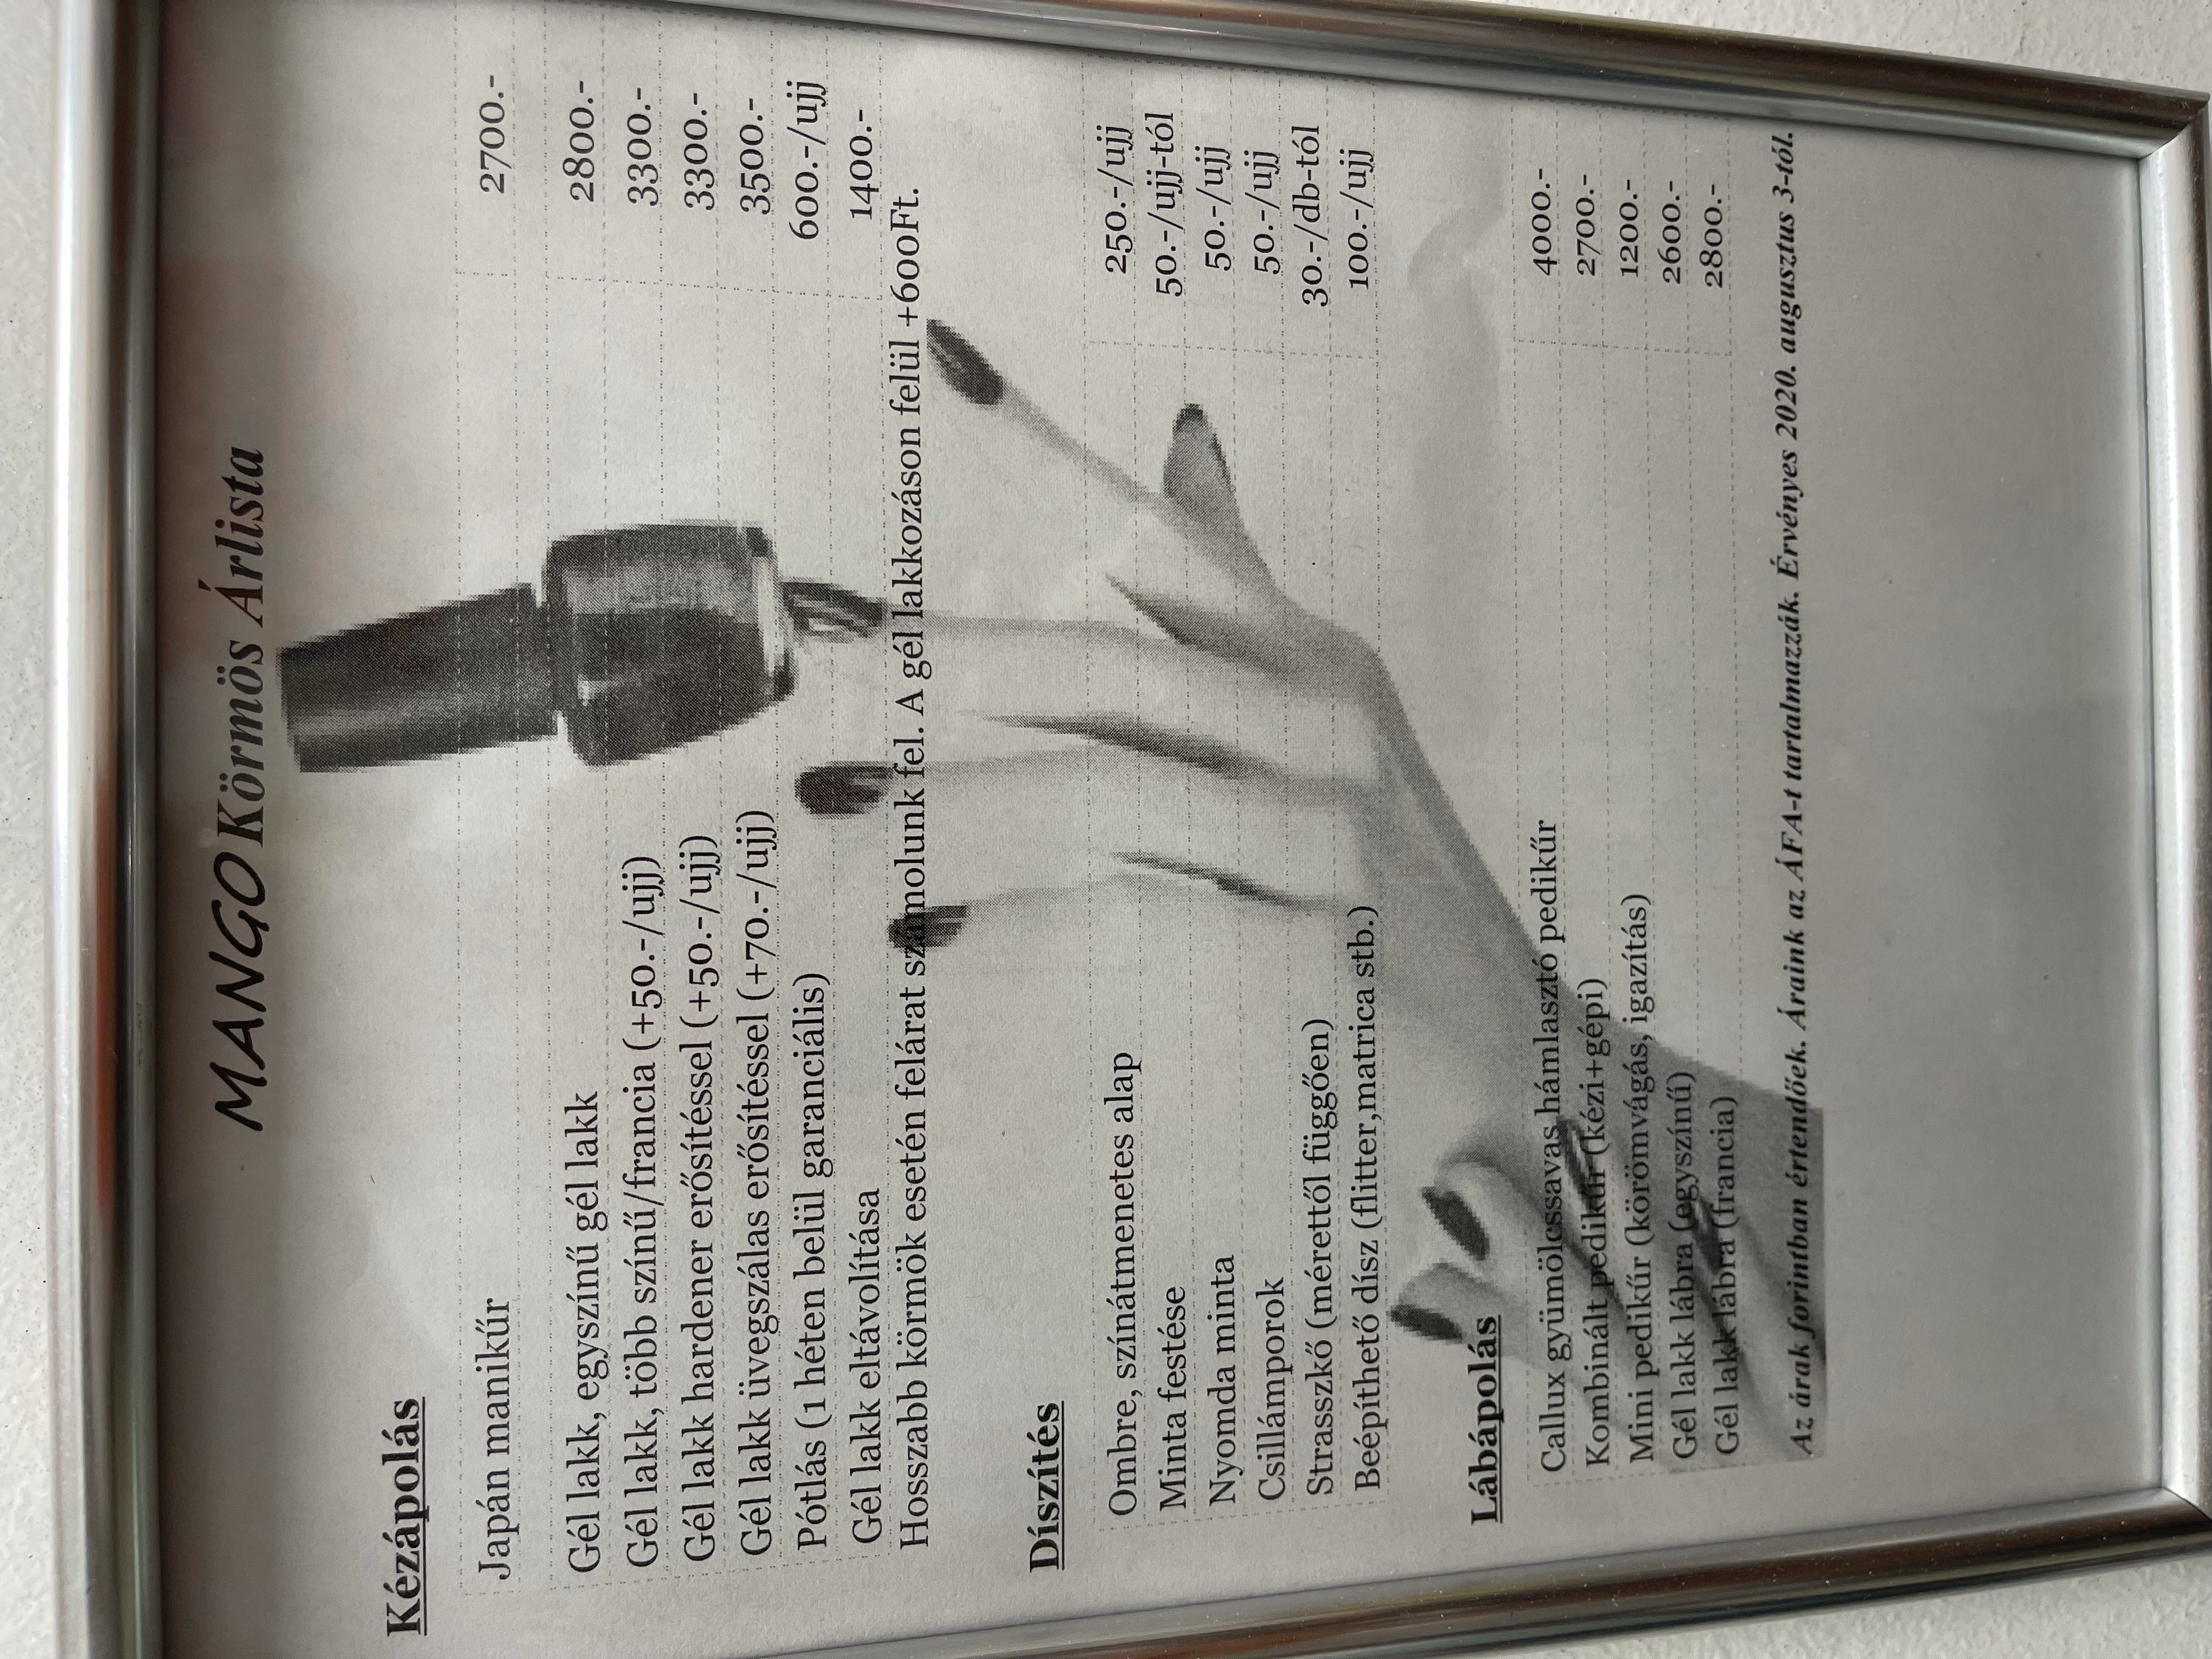 MANGO Körmös Árlista
Kézápolás
Japán manikűr 2700.-
Gél lakk, egyszínű gél lakk 2800.-
Gél lakk, több színű/francia (+50.-/ujj) 3300.-
Gél lakk hardener erősítéssel (+50.-/ujj) 3300.-
Gél lakk üvegszálas erősítéssel (+70.-/ujj) 3500.-
Pótlás (1 héten belül garanciális) 600.-/ujj
Gél lakk eltávolítása 1400.-
Hosszabb körmök esetén felárat számolunk fel. A gél lakkozáson felül +600Ft.
Díszítés
Ombre, színátmenetes alap 250.-/ujj
Minta festése 50.-/ujj-tól
Nyomda minta 50.-/ujj
Csillámporok 50.-/ujj
Strasszkő (mérettől függően) 30.-/db-tól
Beépíthető dísz (flitter,matrica stb.) 100.-/ujj
Lábápolás
Callux gyümölcssavas hámlasztó pedikűr 4000.-
Kombinált pedikűr (kézi+gépi) 2700.-
Mini pedikűr (körömvágás, igazítás) 1200.-
Gél lakk lábra (egyszínű) 2600.-
Gél lakk lábra (francia) 2800.-
Az árak forintban értendőek. Áraink az ÁFA-t tartalmazzák. Érvényes 2020. augusztus 3-tól.